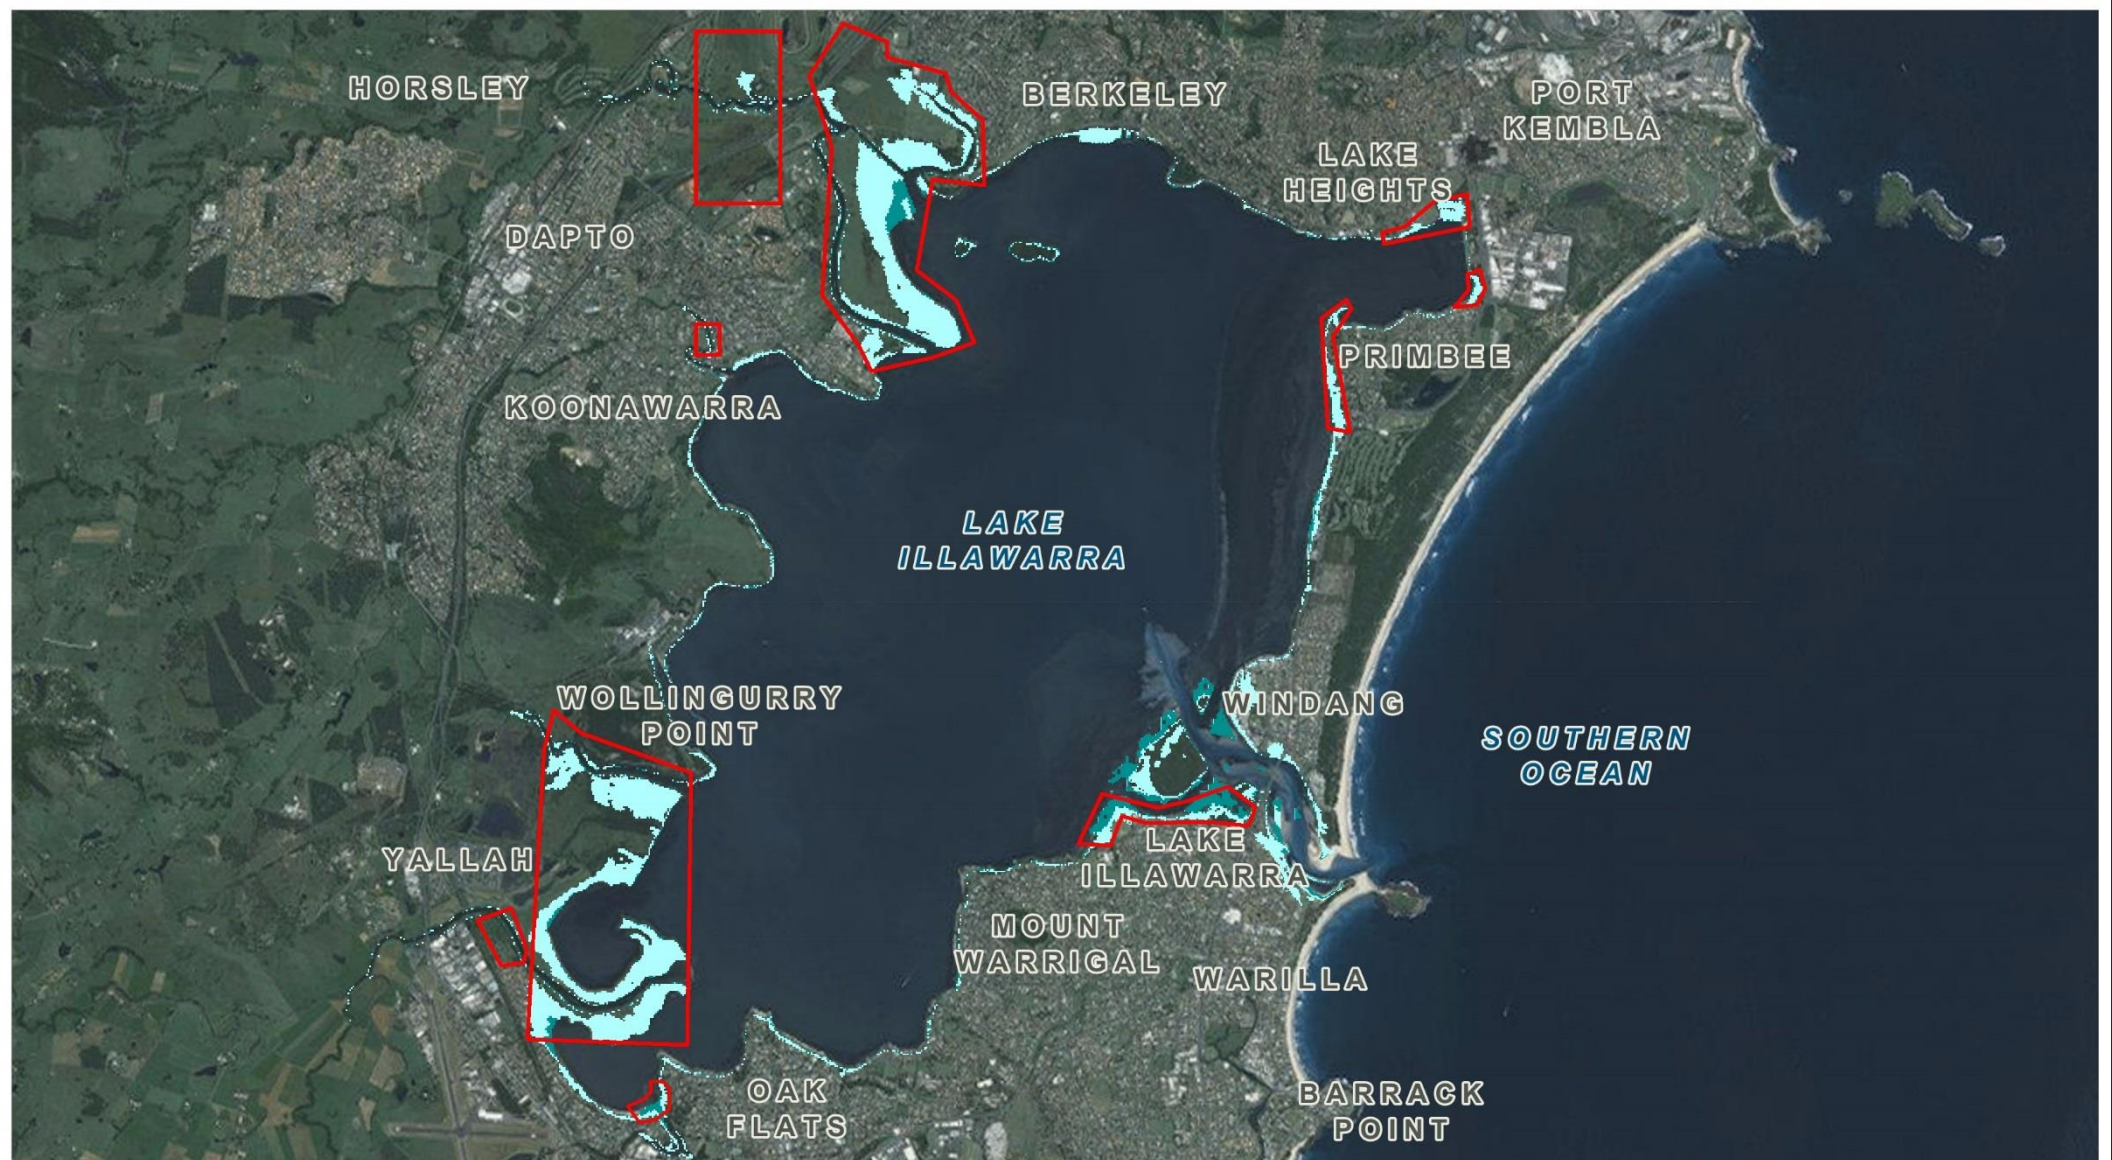 HORSLEY
BERKELEY
PORT
KEMBLA
LAKE
HEIGHTS
DAPTO
PRIMBEE
KOONAWARRA
LAKE
ILLAWARRA
WOLLINGURRY
POINT
WINDANG
SOUTHERN
OCEAN
YALLAH
LAKE
ILLAWARRA
MOUNT
WARRIGAL
WARILLA
OAK
FLATS
BARRACK
POINT